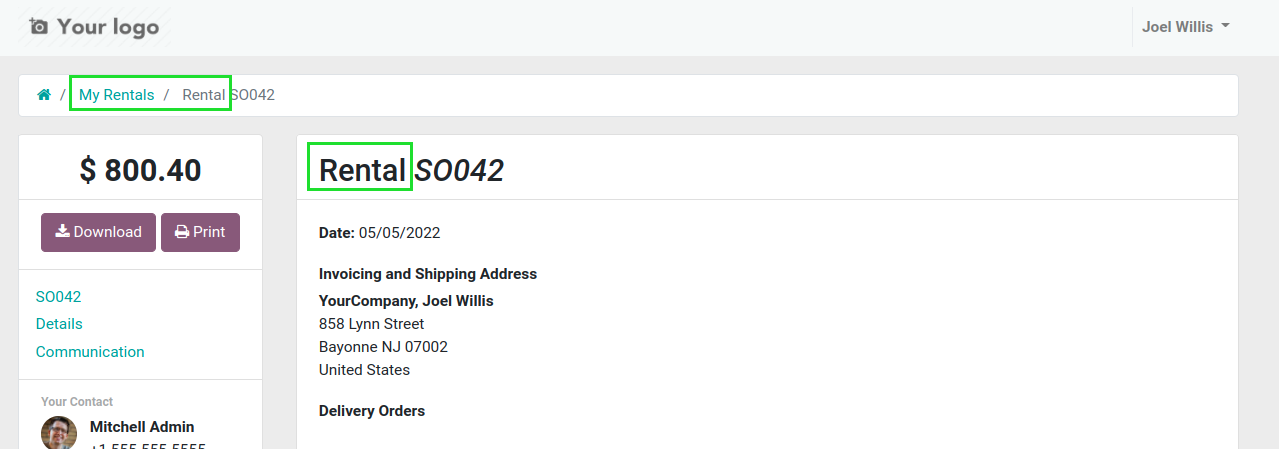 Your logo
Joel Willis
/ My Rentals / Rental SO042
$ 800.40
Download
Print
SO042
Details
Communication
Your Contact
Mitchell Admin
+1 555 555 5555
Rental SO042
Date: 05/05/2022
Invoicing and Shipping Address
YourCompany, Joel Willis
858 Lynn Street
Bayonne NJ 07002
United States
Delivery Orders